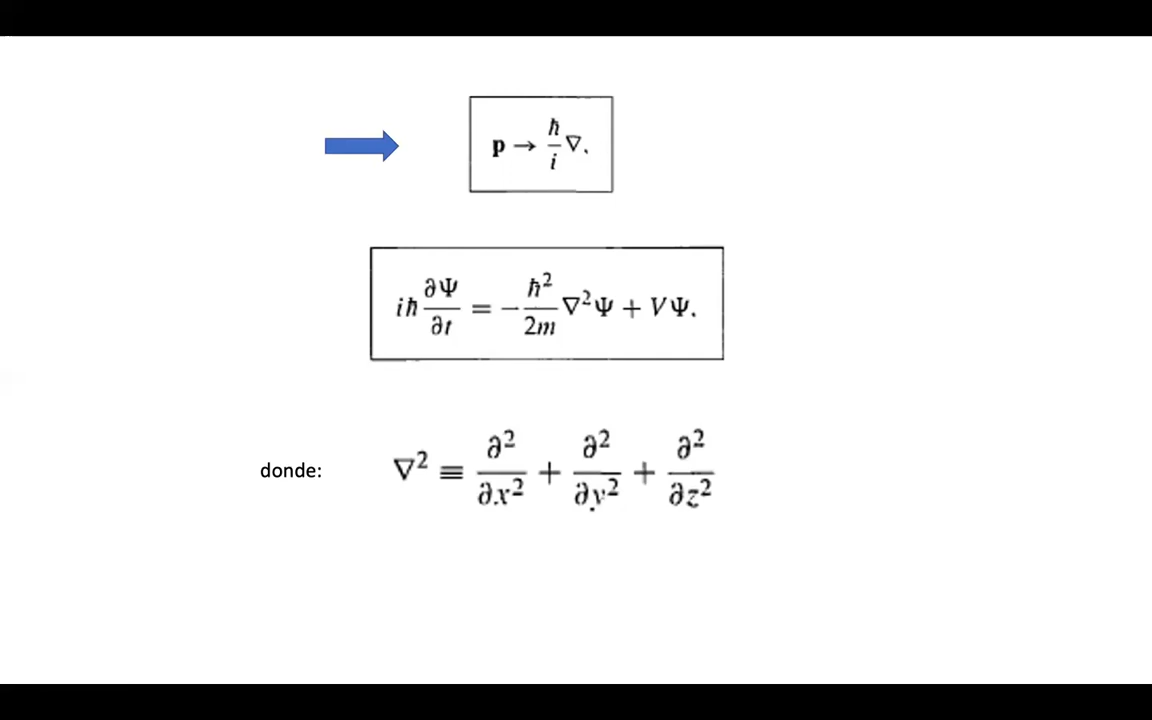 p → ħ/i ∇.
iħ ∂Ψ/∂t = − ħ²/2m ∇²Ψ + VΨ.
donde: ∇² ≡ ∂²/∂x² + ∂²/∂y² + ∂²/∂z²